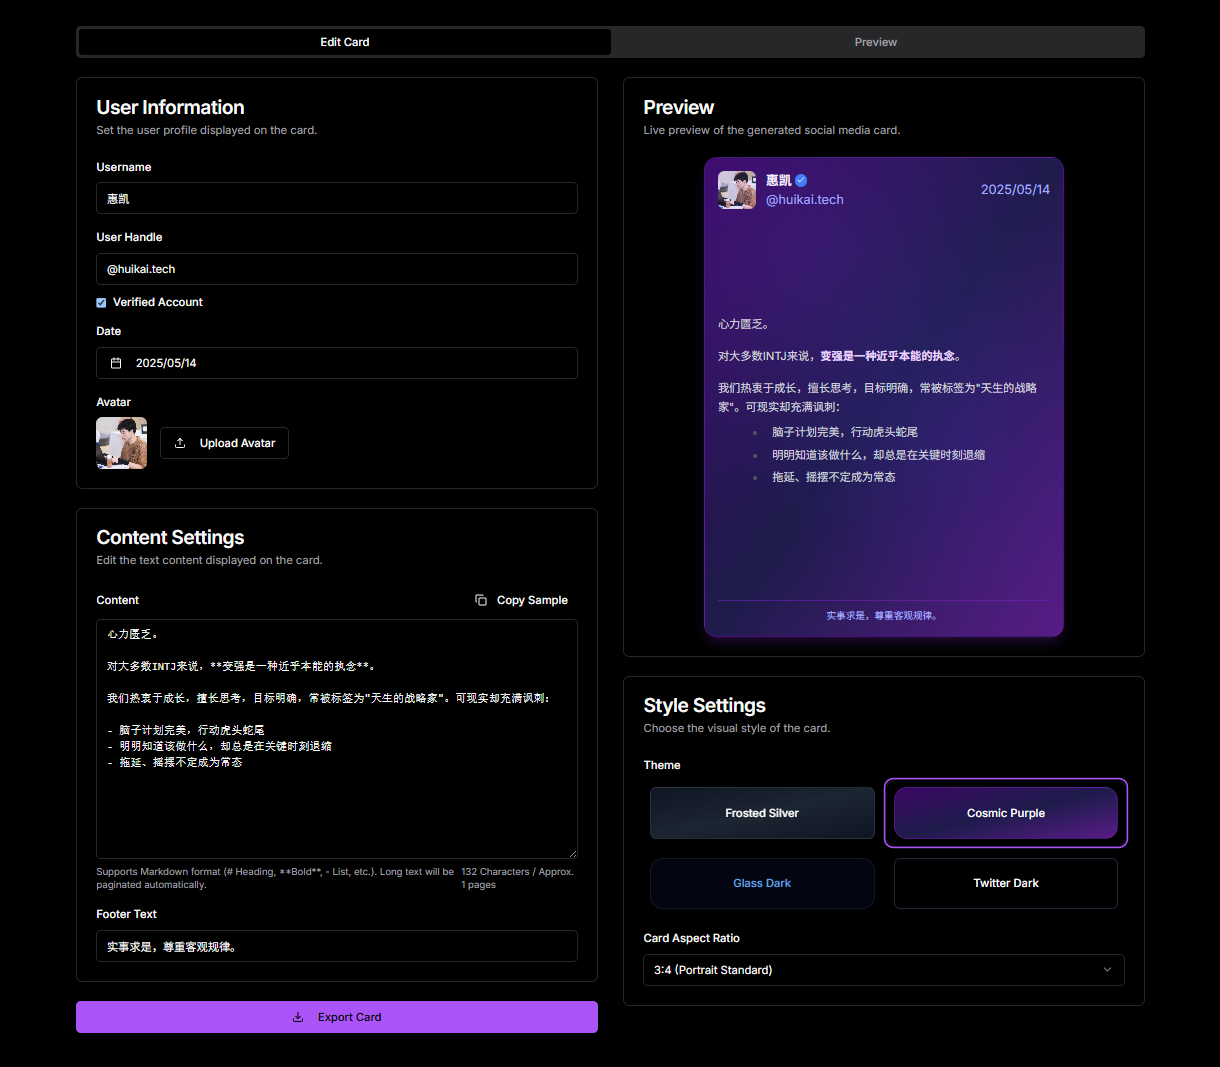 Edit Card
Preview
User Information
Set the user profile displayed on the card.
Username
惠凯
User Handle
@huikai.tech
Verified Account
Date
2025/05/14
Avatar
Upload Avatar
Content Settings
Edit the text content displayed on the card.
Content
Copy Sample
心力匮乏。
对大多数INTJ来说，**变强是一种近乎本能的执念**。
我们热衷于成长，擅长思考，目标明确，常被标签为"天生的战略家"。可现实却充满讽刺：
- 脑子计划完美，行动虎头蛇尾
- 明明知道该做什么，却总是在关键时刻退缩
- 拖延、摇摆不定成为常态
Supports Markdown format (# Heading, **Bold**, - List, etc.). Long text will be
paginated automatically.
132 Characters / Approx.
1 pages
Footer Text
实事求是，尊重客观规律。
Export Card
Preview
Live preview of the generated social media card.
惠凯
@huikai.tech
2025/05/14
心力匮乏。
对大多数INTJ来说，变强是一种近乎本能的执念。
我们热衷于成长，擅长思考，目标明确，常被标签为"天生的战略
家"。可现实却充满讽刺：
脑子计划完美，行动虎头蛇尾
明明知道该做什么，却总是在关键时刻退缩
拖延、摇摆不定成为常态
实事求是，尊重客观规律。
Style Settings
Choose the visual style of the card.
Theme
Frosted Silver
Cosmic Purple
Glass Dark
Twitter Dark
Card Aspect Ratio
3:4 (Portrait Standard)